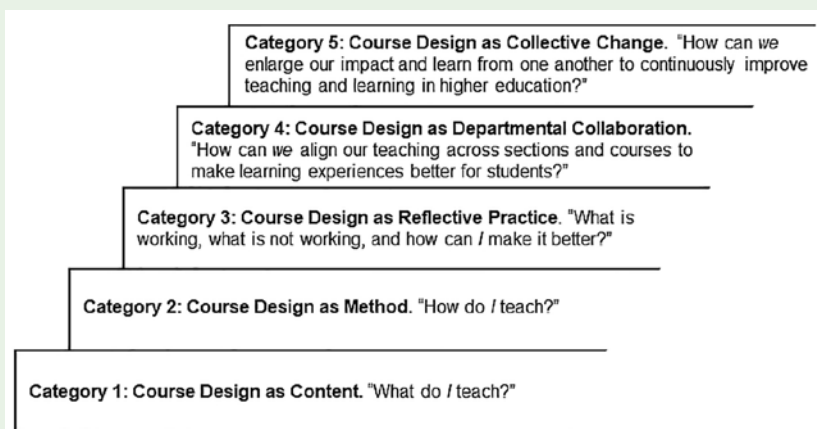 Category 5: Course Design as Collective Change. "How can we
enlarge our impact and learn from one another to continuously improve
teaching and learning in higher education?"
Category 4: Course Design as Departmental Collaboration.
"How can we align our teaching across sections and courses to
make learning experiences better for students?"
Category 3: Course Design as Reflective Practice. "What is
working, what is not working, and how can I make it better?"
Category 2: Course Design as Method. "How do I teach?"
Category 1: Course Design as Content. "What do I teach?"